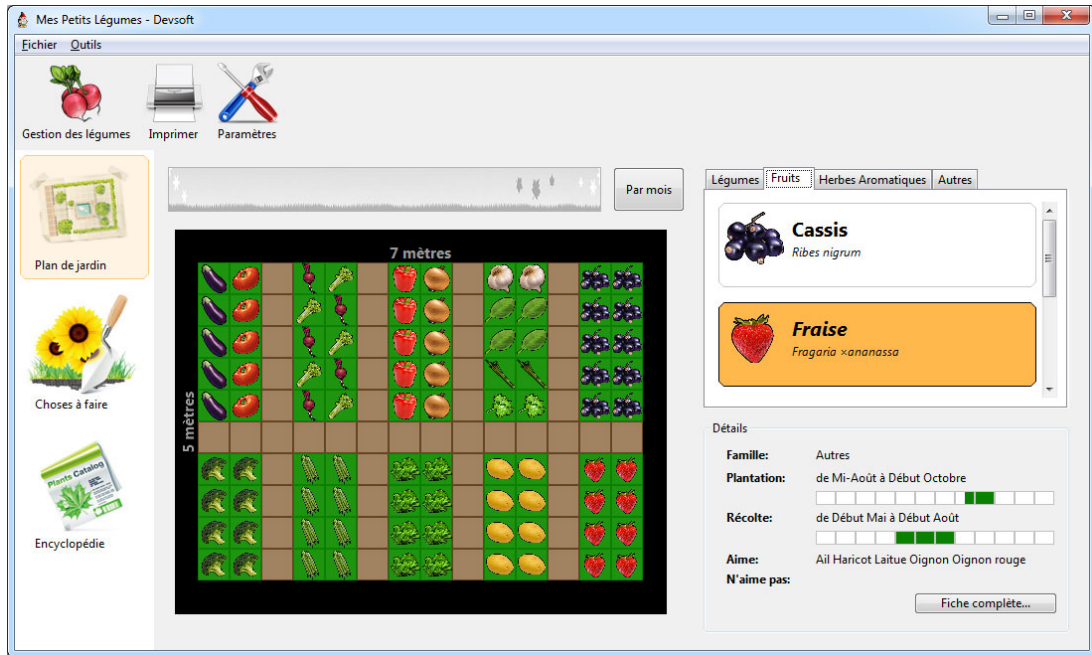 Mes Petits Légumes - Devsoft
Fichier Outils
Gestion des légumes Imprimer Paramètres
Plan de jardin
Choses à faire
Plants Catalog
Encyclopédie
Par mois
7 mètres
5 mètres
Légumes Fruits Herbes Aromatiques Autres
Cassis
Ribes nigrum
Fraise
Fragaria ×ananassa
Détails
Famille: Autres
Plantation: de Mi-Août à Début Octobre
Récolte: de Début Mai à Début Août
Aime: Ail Haricot Laitue Oignon Oignon rouge
N'aime pas:
Fiche complète...